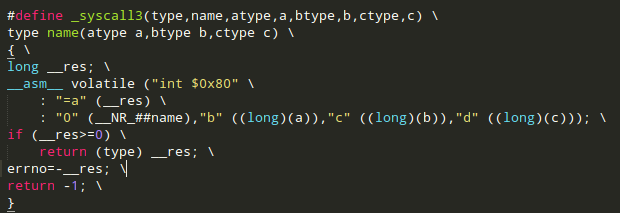 #define _syscall3(type,name,atype,a,btype,b,ctype,c) \
type name(atype a,btype b,ctype c) \
{ \
long __res; \
__asm__ volatile ("int $0x80" \
    : "=a" (__res) \
    : "0" (__NR_##name),"b" ((long)(a)),"c" ((long)(b)),"d" ((long)(c))); \
if (__res>=0) \
    return (type) __res; \
errno=-__res; \
return -1; \
}